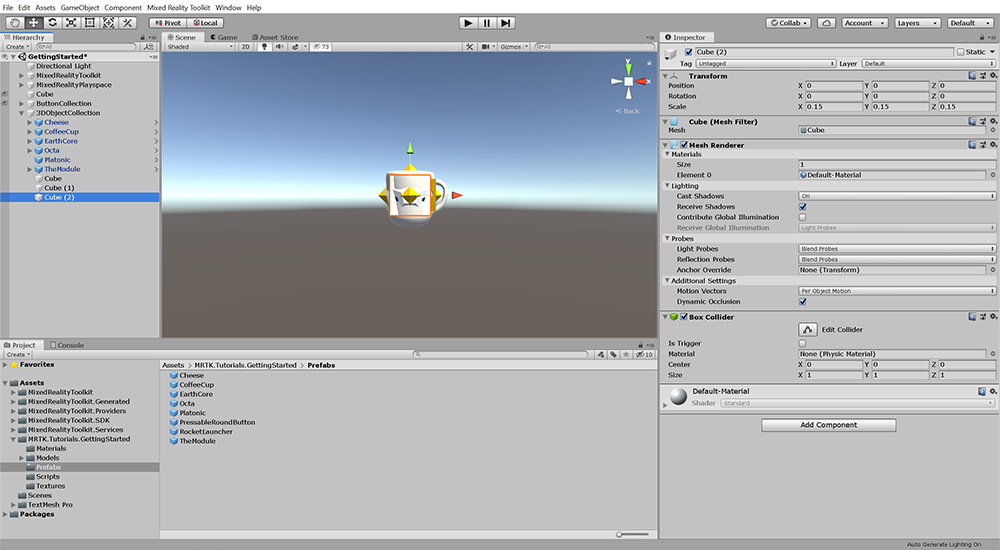 File Edit Assets GameObject Component Mixed Reality Toolkit Window Help
Pivot Local Collab Account Layers Default
Hierarchy
Create All
GettingStarted*
Directional Light
MixedRealityToolkit
MixedRealityPlayspace
Cube
ButtonCollection
3DObjectCollection
Cheese
CoffeeCup
EarthCore
Octa
Platonic
TheModule
Cube
Cube (1)
Cube (2)
Scene Game Asset Store
Shaded 2D 73 Gizmos All
y
x
Back
Inspector
Cube (2) Static
Tag Untagged Layer Default
Transform
Position X 0 Y 0 Z 0
Rotation X 0 Y 0 Z 0
Scale X 0.15 Y 0.15 Z 0.15
Cube (Mesh Filter)
Mesh Cube
Mesh Renderer
Materials
Size 1
Element 0 Default-Material
Lighting
Cast Shadows On
Receive Shadows
Contribute Global Illumination
Receive Global Illumination Light Probes
Probes
Light Probes Blend Probes
Reflection Probes Blend Probes
Anchor Override None (Transform)
Additional Settings
Motion Vectors Per Object Motion
Dynamic Occlusion
Box Collider
Edit Collider
Is Trigger
Material None (Physic Material)
Center X 0 Y 0 Z 0
Size X 1 Y 1 Z 1
Default-Material
Shader Standard
Add Component
Project Console
Create 10
Favorites
Assets
MixedRealityToolkit
MixedRealityToolkit.Generated
MixedRealityToolkit.Providers
MixedRealityToolkit.SDK
MixedRealityToolkit.Services
MRTK.Tutorials.GettingStarted
Materials
Models
Prefabs
Scripts
Textures
Scenes
TextMesh Pro
Packages
Assets > MRTK.Tutorials.GettingStarted > Prefabs
Cheese
CoffeeCup
EarthCore
Octa
Platonic
PressableRoundButton
RocketLauncher
TheModule
Auto Generate Lighting On